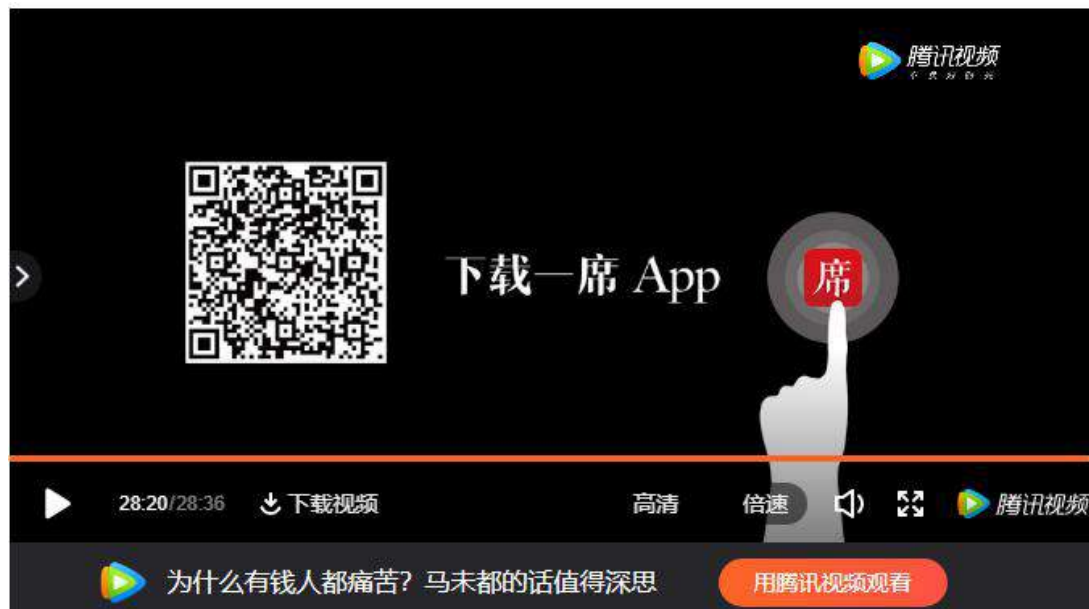 腾讯视频
下载一席 App
席
28:20/28:36
下载视频
高清
倍速
腾讯视频
为什么有钱人都痛苦？马未都的话值得深思
用腾讯视频观看